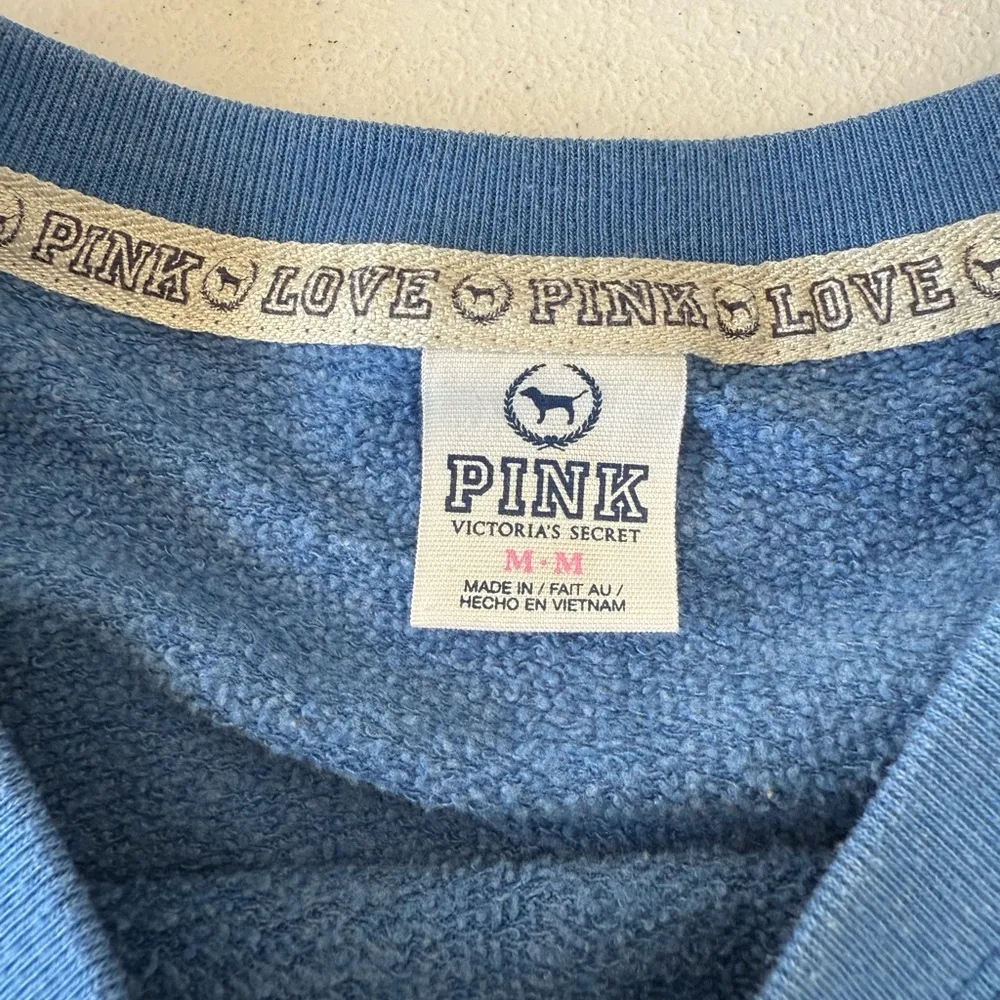 PINK LOVE PINK LOVE
PINK
VICTORIA'S SECRET
M·M
MADE IN / FAIT AU /
HECHO EN VIETNAM